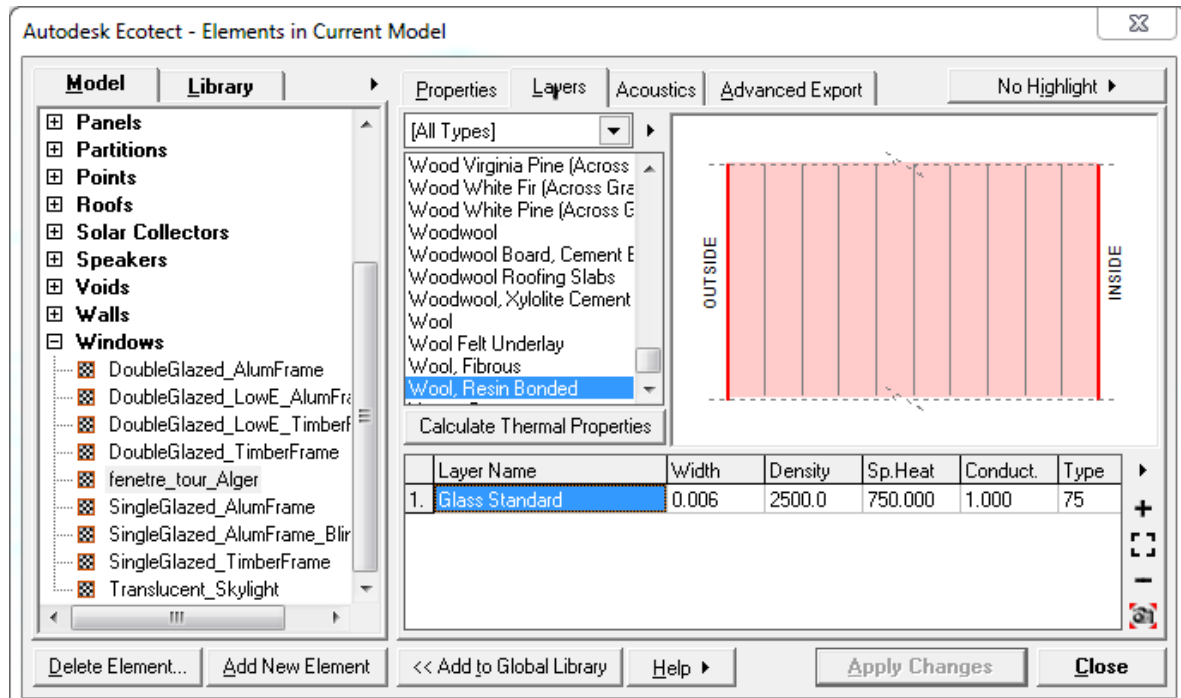 Autodesk Ecotect - Elements in Current Model
Model Library
Panels
Partitions
Points
Roofs
Solar Collectors
Speakers
Voids
Walls
Windows
DoubleGlazed_AlumFrame
DoubleGlazed_LowE_AlumFra
DoubleGlazed_LowE_TimberF
DoubleGlazed_TimberFrame
fenetre_tour_Alger
SingleGlazed_AlumFrame
SingleGlazed_AlumFrame_Blin
SingleGlazed_TimberFrame
Translucent_Skylight
Properties Layers Acoustics Advanced Export No Highlight
[All Types]
Wood Virginia Pine (Across
Wood White Fir (Across Gra
Wood White Pine (Across G
Woodwool
Woodwool Board, Cement B
Woodwool Roofing Slabs
Woodwool, Xylolite Cement
Wool
Wool Felt Underlay
Wool, Fibrous
Wool, Resin Bonded
Calculate Thermal Properties
OUTSIDE
INSIDE
Layer Name Width Density Sp.Heat Conduct. Type
1. Glass Standard 0.006 2500.0 750.000 1.000 75
Delete Element... Add New Element << Add to Global Library Help Apply Changes Close